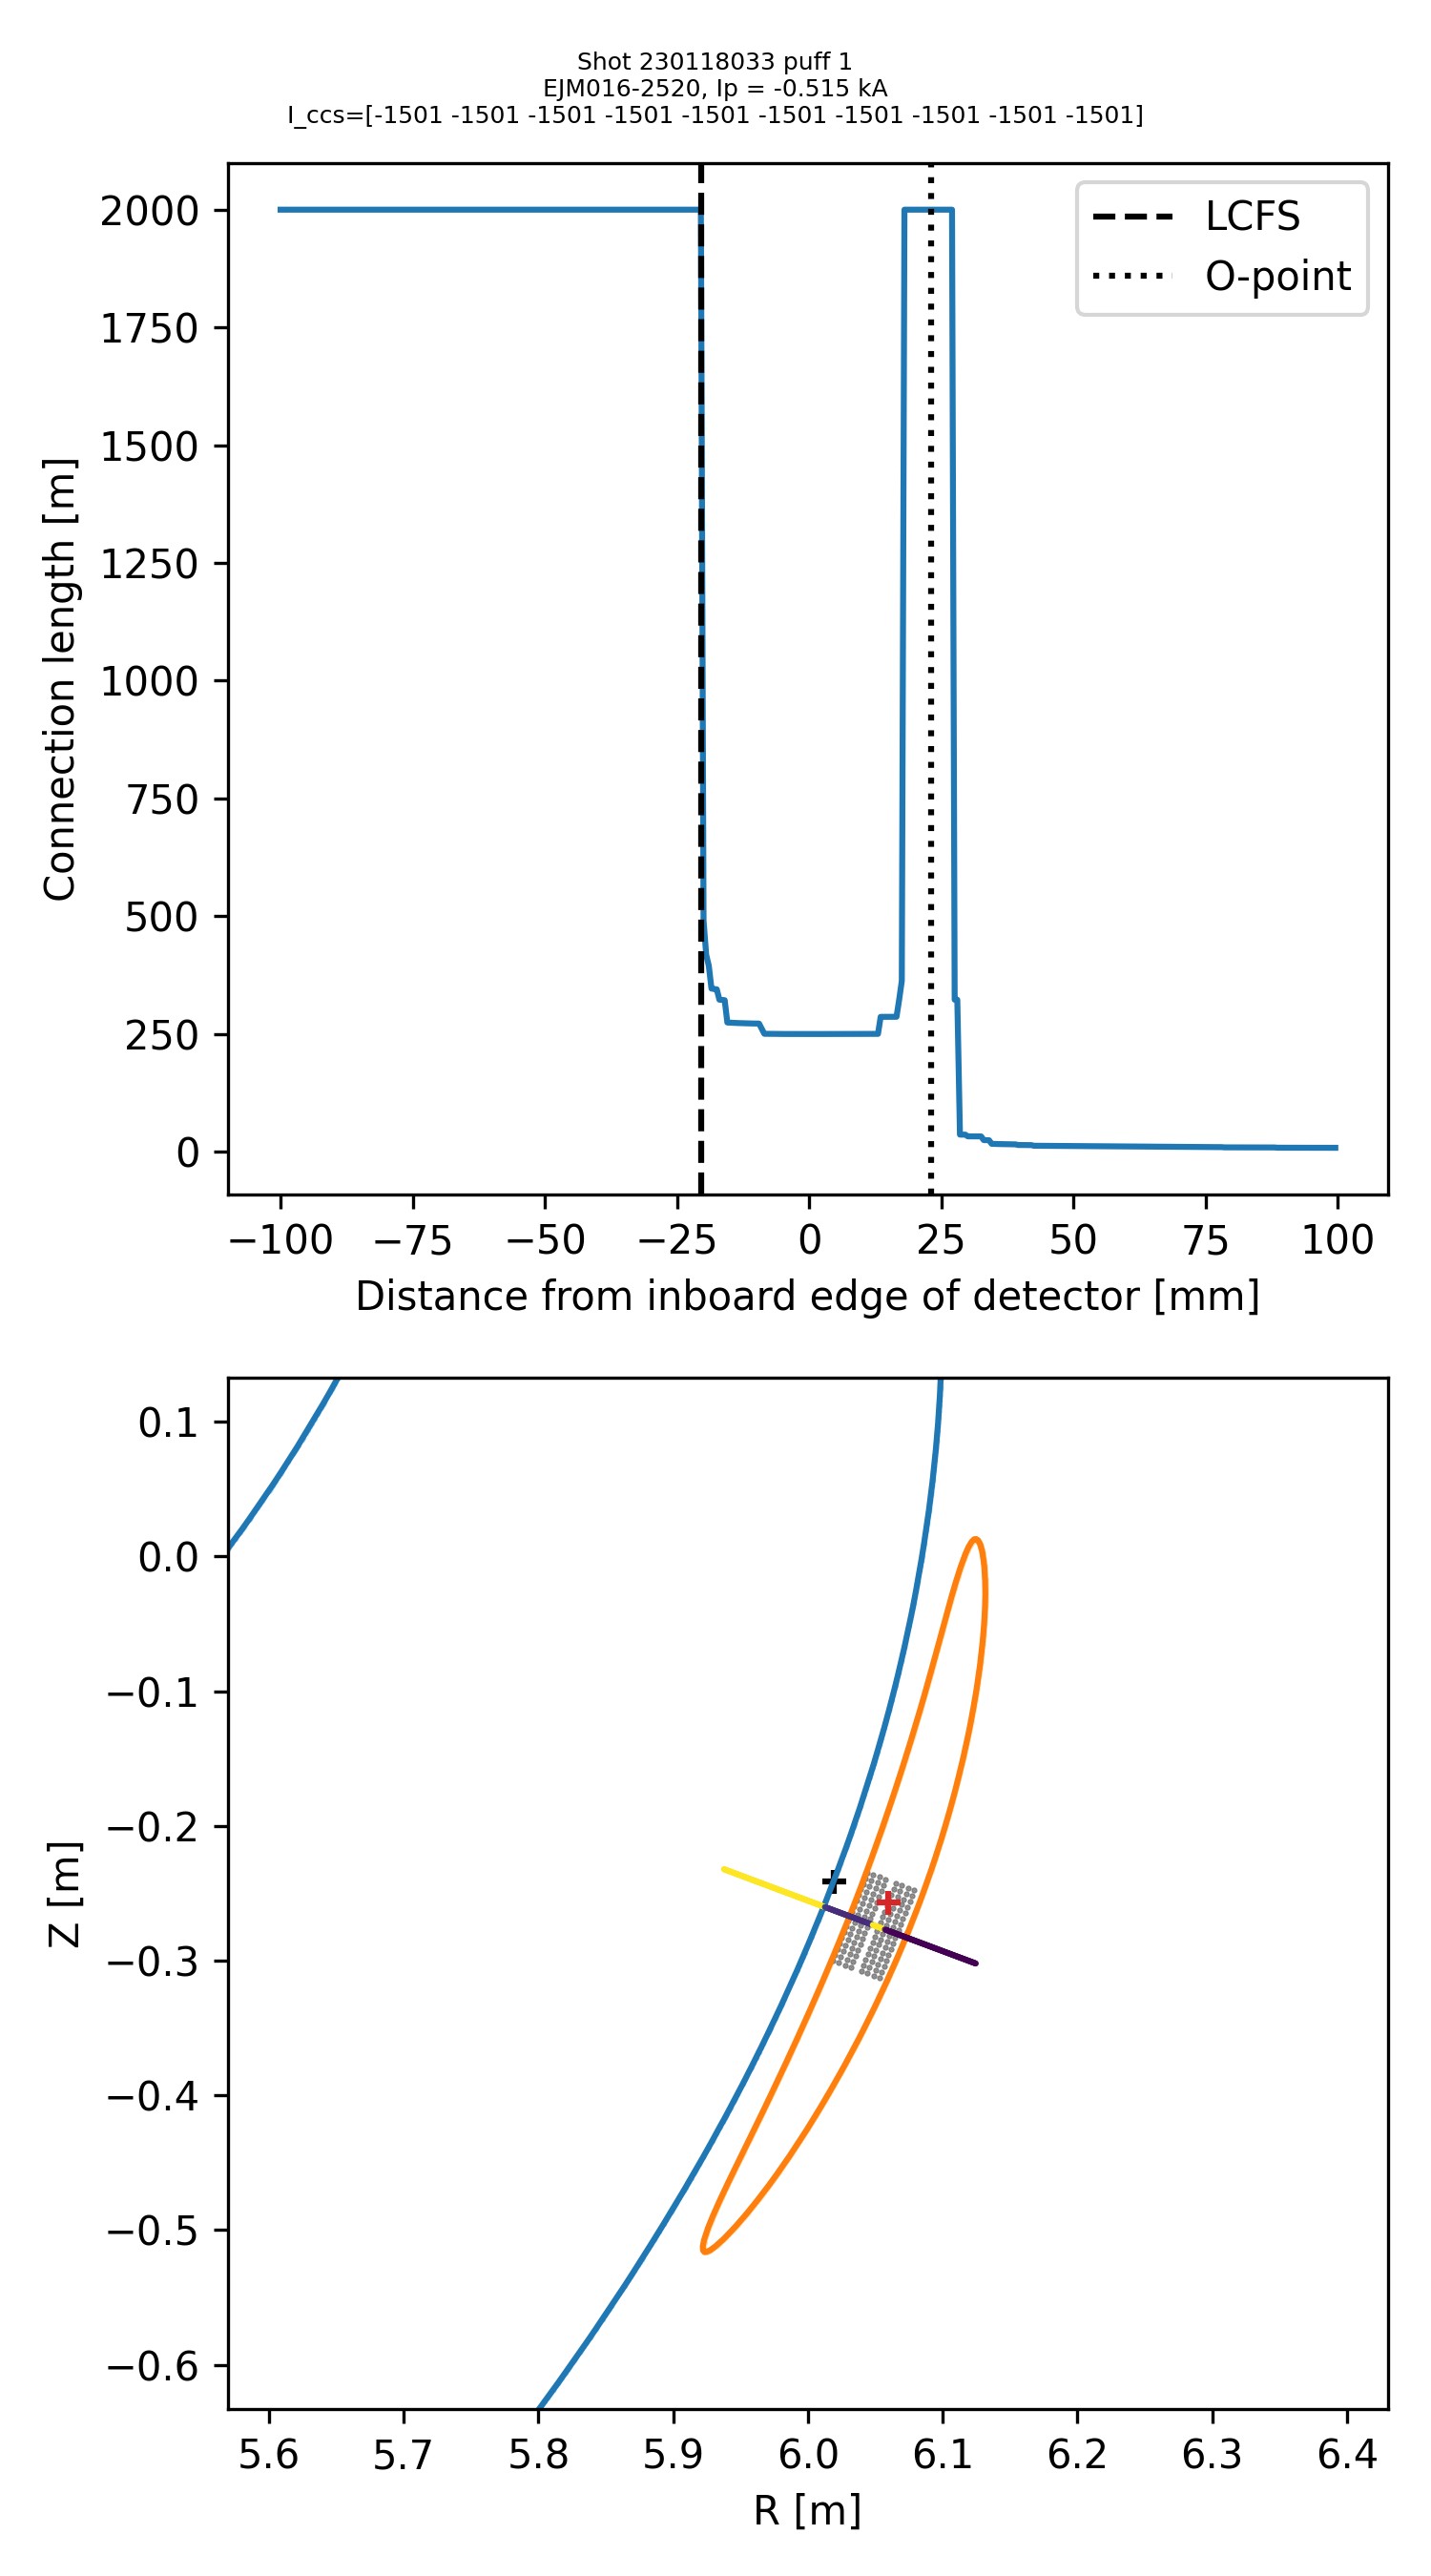 Shot 230118033 puff 1
EJM016-2520, Ip = -0.515 kA
I_ccs=[-1501 -1501 -1501 -1501 -1501 -1501 -1501 -1501 -1501 -1501]
LCFS
O-point
2000
1750
1500
1250
1000
750
500
250
0
Connection length [m]
−100 −75 −50 −25 0 25 50 75 100
Distance from inboard edge of detector [mm]
0.1
0.0
−0.1
−0.2
−0.3
−0.4
−0.5
−0.6
Z [m]
5.6 5.7 5.8 5.9 6.0 6.1 6.2 6.3 6.4
R [m]